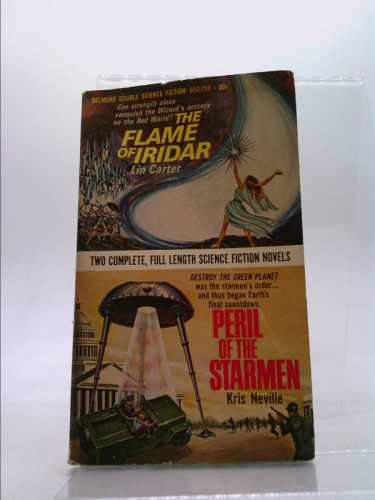 BELMONT DOUBLE SCIENCE FICTION B50-759 • 50¢
Can strength alone
vanquish the Wizard's sorcery
on the Red World?
THE
FLAME
OF IRIDAR
Lin Carter
TWO COMPLETE, FULL LENGTH SCIENCE FICTION NOVELS
DESTROY THE GREEN PLANET
was the starmen's order...
and thus began Earth's
final countdown.
PERIL
OF THE
STARMEN
Kris Neville